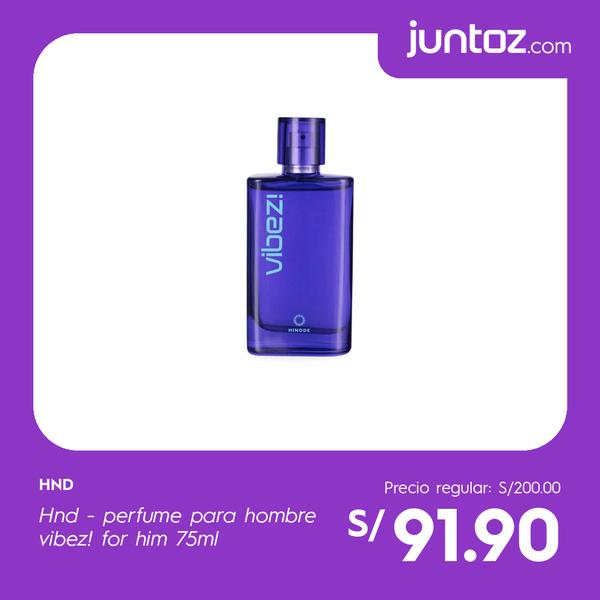 juntoz.com
vibez!
HINODE
HND
Hnd - perfume para hombre
vibez! for him 75ml
Precio regular: S/200.00
S/91.90